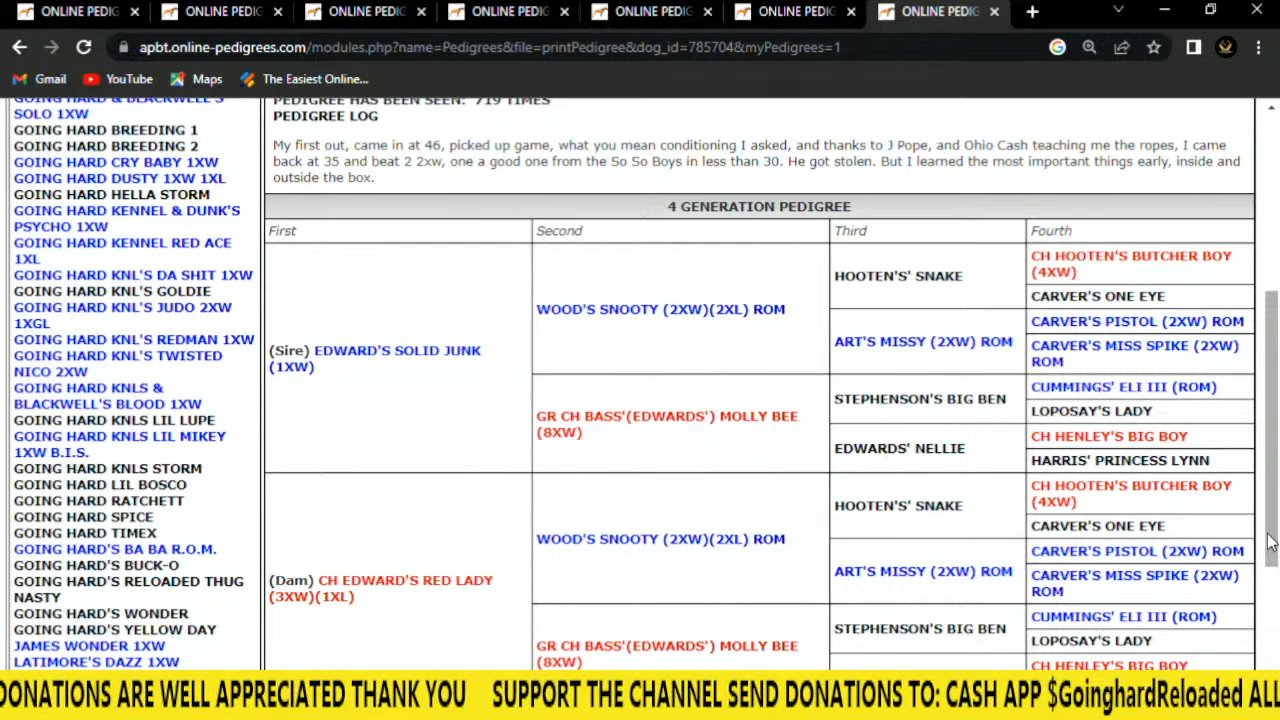 ONLINE PEDIG
ONLINE PEDIG
ONLINE PEDIG
ONLINE PEDIG
ONLINE PEDIG
ONLINE PEDIG
ONLINE PEDIG
apbt.online-pedigrees.com/modules.php?name=Pedigrees&file=printPedigree&dog_id=785704&myPedigrees=1
Gmail
YouTube
Maps
The Easiest Online...
GOING HARD & BLACKWELL'S
SOLO 1XW
GOING HARD BREEDING 1
GOING HARD BREEDING 2
GOING HARD CRY BABY 1XW
GOING HARD DUSTY 1XW 1XL
GOING HARD HELLA STORM
GOING HARD KENNEL & DUNK'S
PSYCHO 1XW
GOING HARD KENNEL RED ACE
1XL
GOING HARD KNL'S DA SHIT 1XW
GOING HARD KNL'S GOLDIE
GOING HARD KNL'S JUDO 2XW
1XGL
GOING HARD KNL'S REDMAN 1XW
GOING HARD KNL'S TWISTED
NICO 2XW
GOING HARD KNLS &
BLACKWELL'S BLOOD 1XW
GOING HARD KNLS LIL LUPE
GOING HARD KNLS LIL MIKEY
1XW B.I.S.
GOING HARD KNLS STORM
GOING HARD LIL BOSCO
GOING HARD RATCHETT
GOING HARD SPICE
GOING HARD TIMEX
GOING HARD'S BA BA R.O.M.
GOING HARD'S BUCK-O
GOING HARD'S RELOADED THUG
NASTY
GOING HARD'S WONDER
GOING HARD'S YELLOW DAY
JAMES WONDER 1XW
LATIMORE'S DAZZ 1XW
PEDIGREE HAS BEEN SEEN: 719 TIMES
PEDIGREE LOG
My first out, came in at 46, picked up game, what you mean conditioning I asked, and thanks to J Pope, and Ohio Cash teaching me the ropes, I came
back at 35 and beat 2 2xw, one a good one from the So So Boys in less than 30. He got stolen. But I learned the most important things early, inside and
outside the box.
4 GENERATION PEDIGREE
First
Second
Third
Fourth
(Sire) EDWARD'S SOLID JUNK
(1XW)
WOOD'S SNOOTY (2XW)(2XL) ROM
HOOTEN'S' SNAKE
CH HOOTEN'S BUTCHER BOY
(4XW)
CARVER'S ONE EYE
ART'S MISSY (2XW) ROM
CARVER'S PISTOL (2XW) ROM
CARVER'S MISS SPIKE (2XW)
ROM
GR CH BASS'(EDWARDS') MOLLY BEE
(8XW)
STEPHENSON'S BIG BEN
CUMMINGS' ELI III (ROM)
LOPOSAY'S LADY
EDWARDS' NELLIE
CH HENLEY'S BIG BOY
HARRIS' PRINCESS LYNN
(Dam) CH EDWARD'S RED LADY
(3XW)(1XL)
WOOD'S SNOOTY (2XW)(2XL) ROM
HOOTEN'S' SNAKE
CH HOOTEN'S BUTCHER BOY
(4XW)
CARVER'S ONE EYE
ART'S MISSY (2XW) ROM
CARVER'S PISTOL (2XW) ROM
CARVER'S MISS SPIKE (2XW)
ROM
GR CH BASS'(EDWARDS') MOLLY BEE
(8XW)
STEPHENSON'S BIG BEN
CUMMINGS' ELI III (ROM)
LOPOSAY'S LADY
CH HENLEY'S BIG BOY
DONATIONS ARE WELL APPRECIATED THANK YOU SUPPORT THE CHANNEL SEND DONATIONS TO: CASH APP $GoinghardReloaded ALL